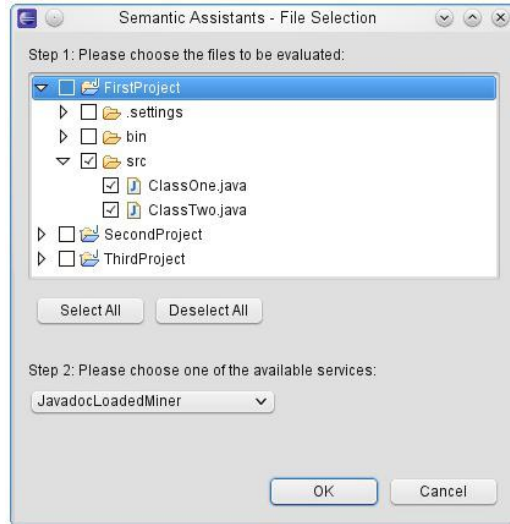 Semantic Assistants - File Selection
Step 1: Please choose the files to be evaluated:
FirstProject
.settings
bin
src
ClassOne.java
ClassTwo.java
SecondProject
ThirdProject
Select All Deselect All
Step 2: Please choose one of the available services:
JavadocLoadedMiner
OK Cancel